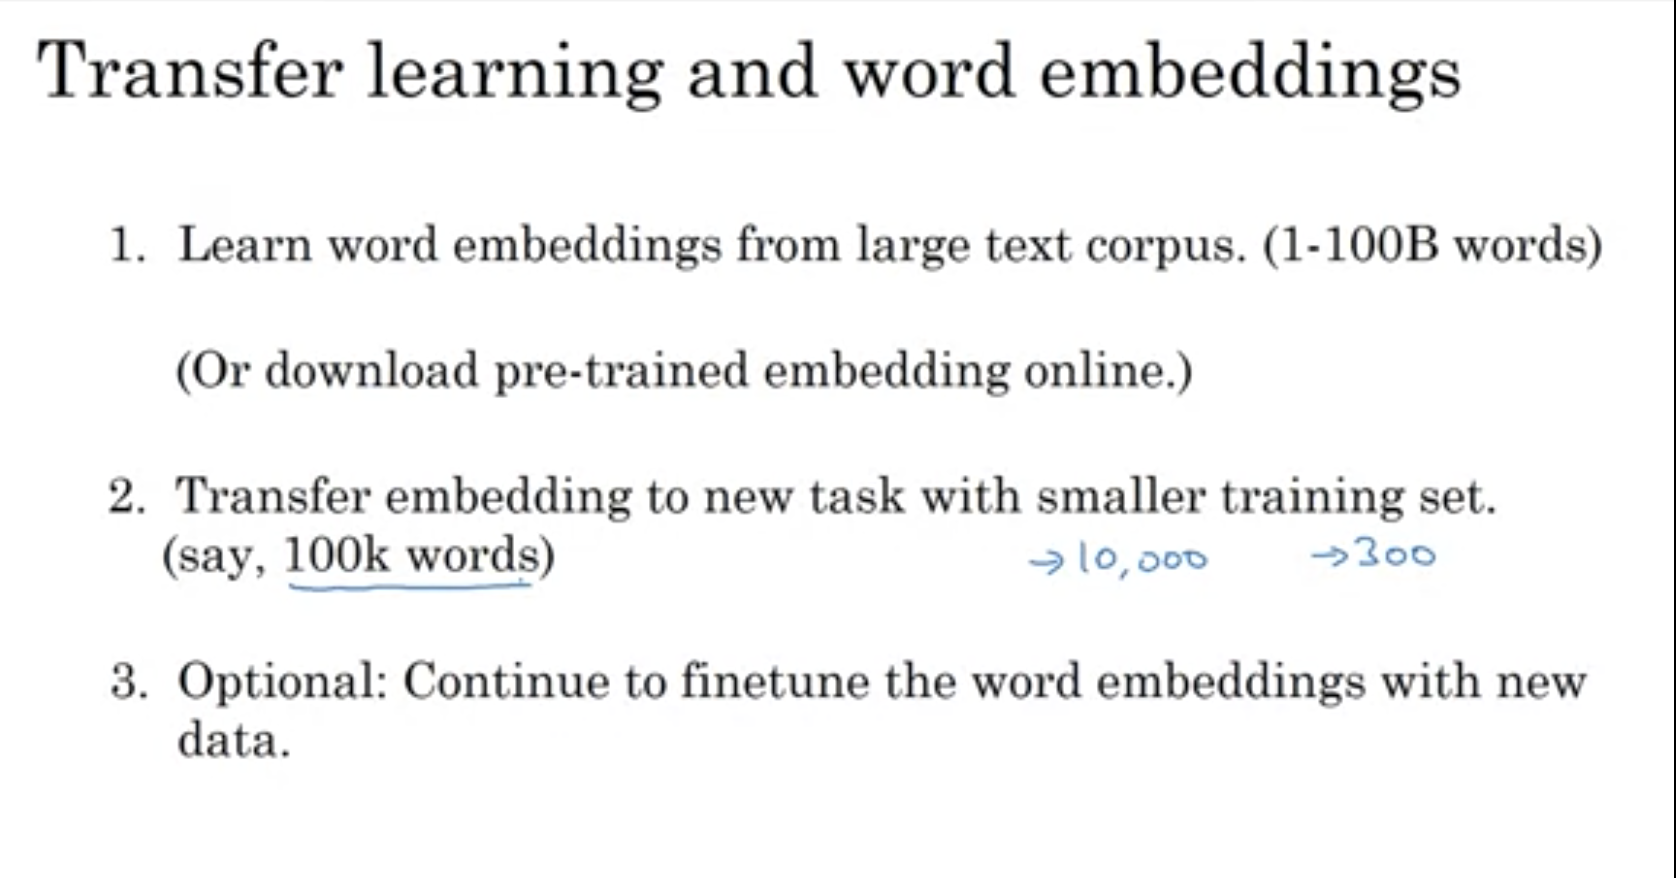 Transfer learning and word embeddings
1. Learn word embeddings from large text corpus. (1-100B words)
(Or download pre-trained embedding online.)
2. Transfer embedding to new task with smaller training set.
(say, 100k words) →10,000 →300
3. Optional: Continue to finetune the word embeddings with new
data.